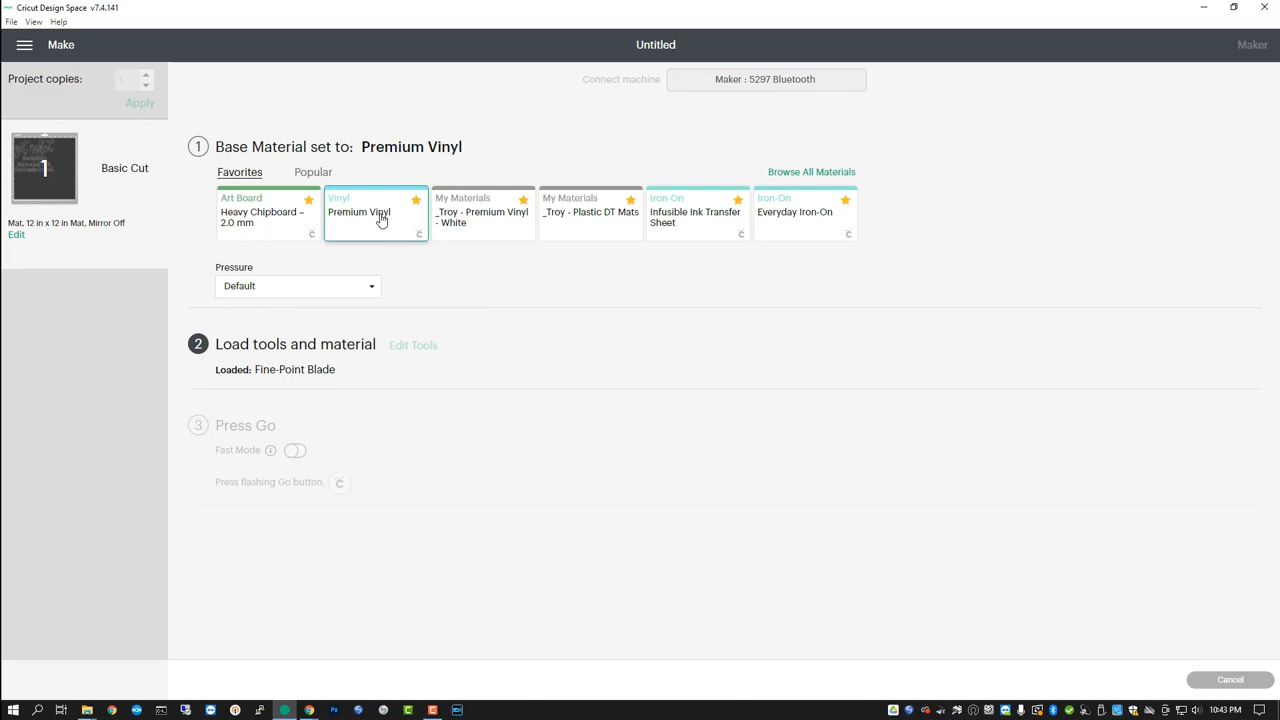 Cricut Design Space v7.4.141
File View Help
Make
Untitled
Maker
Project copies: 1
Apply
Connect machine
Maker : 5297 Bluetooth
1
Basic Cut
Mat, 12 in x 12 in Mat, Mirror Off
Edit
1 Base Material set to: Premium Vinyl
Favorites Popular
Browse All Materials
Art Board
Heavy Chipboard –
2.0 mm
Vinyl
Premium Vinyl
My Materials
_Troy - Premium Vinyl
- White
My Materials
_Troy - Plastic DT Mats
Iron-On
Infusible Ink Transfer
Sheet
Iron-On
Everyday Iron-On
Pressure
Default
2 Load tools and material Edit Tools
Loaded: Fine-Point Blade
3 Press Go
Fast Mode
Press flashing Go button.
Cancel
10:43 PM